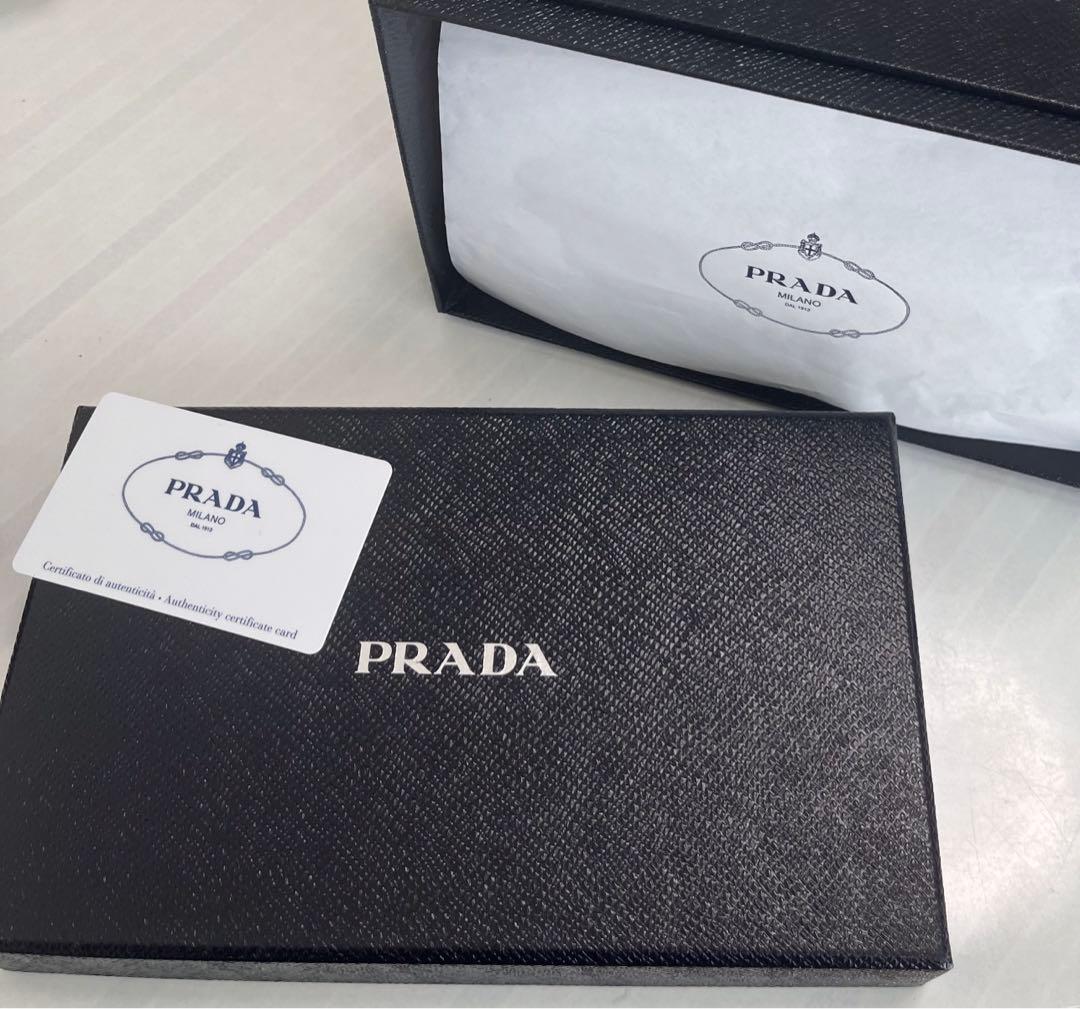 PRADA
MILANO
DAL 1913
PRADA
MILANO
DAL 1913
Certificato di autenticità • Authenticity certificate card
PRADA